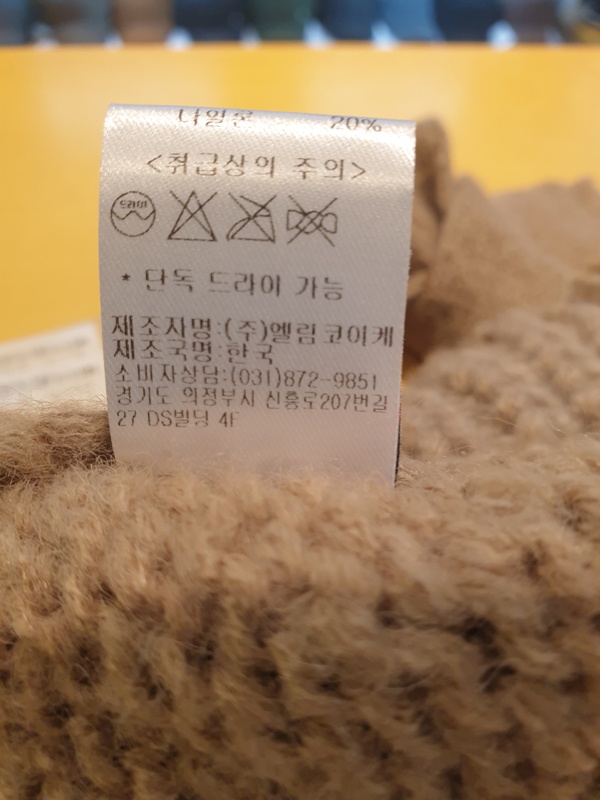 나일론 20%
<취급상의 주의>
드라이
* 단독 드라이 가능
제조자명:(주)엘림코이케
제조국명:한국
소비자상담:(031)872-9851
경기도 의정부시 신흥로207번길
27 DS빌딩 4F